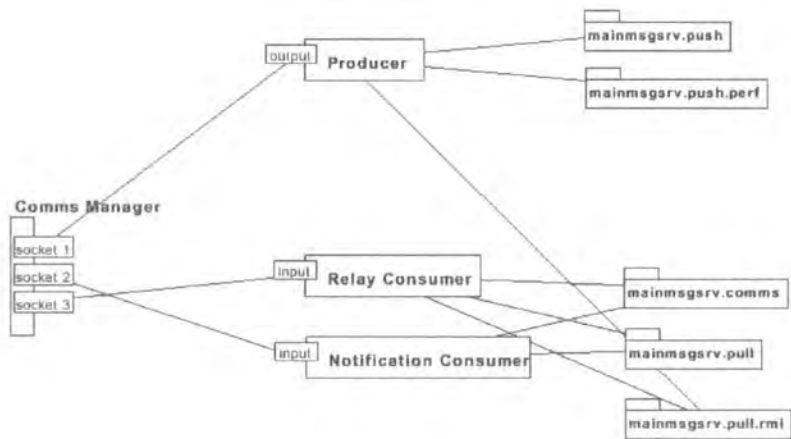 mainmsgsrv.push
output
Producer
mainmsgsrv.push.perf
Comms Manager
socket 1
socket 2
socket 3
input
Relay Consumer
mainmsgsrv.comms
input
Notification Consumer
mainmsgsrv.pull
mainmsgsrv.pull.rmi